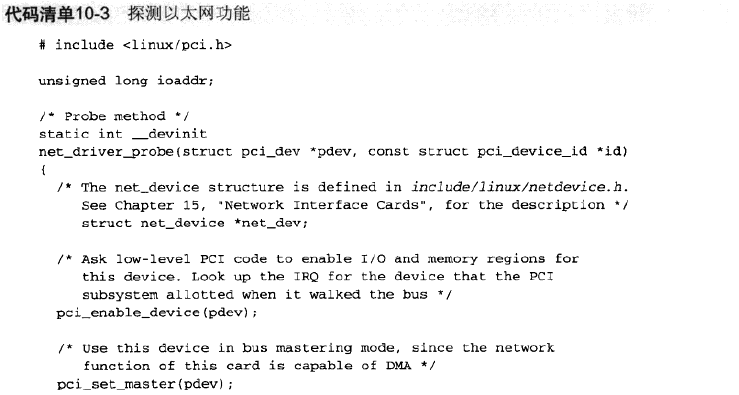 代码清单10-3 探测以太网功能
# include <linux/pci.h>
unsigned long ioaddr;
/* Probe method */
static int __devinit
net_driver_probe(struct pci_dev *pdev, const struct pci_device_id *id)
{
/* The net_device structure is defined in include/linux/netdevice.h.
See Chapter 15, "Network Interface Cards", for the description */
struct net_device *net_dev;
/* Ask low-level PCI code to enable I/O and memory regions for
this device. Look up the IRQ for the device that the PCI
subsystem allotted when it walked the bus */
pci_enable_device(pdev);
/* Use this device in bus mastering mode, since the network
function of this card is capable of DMA */
pci_set_master(pdev);